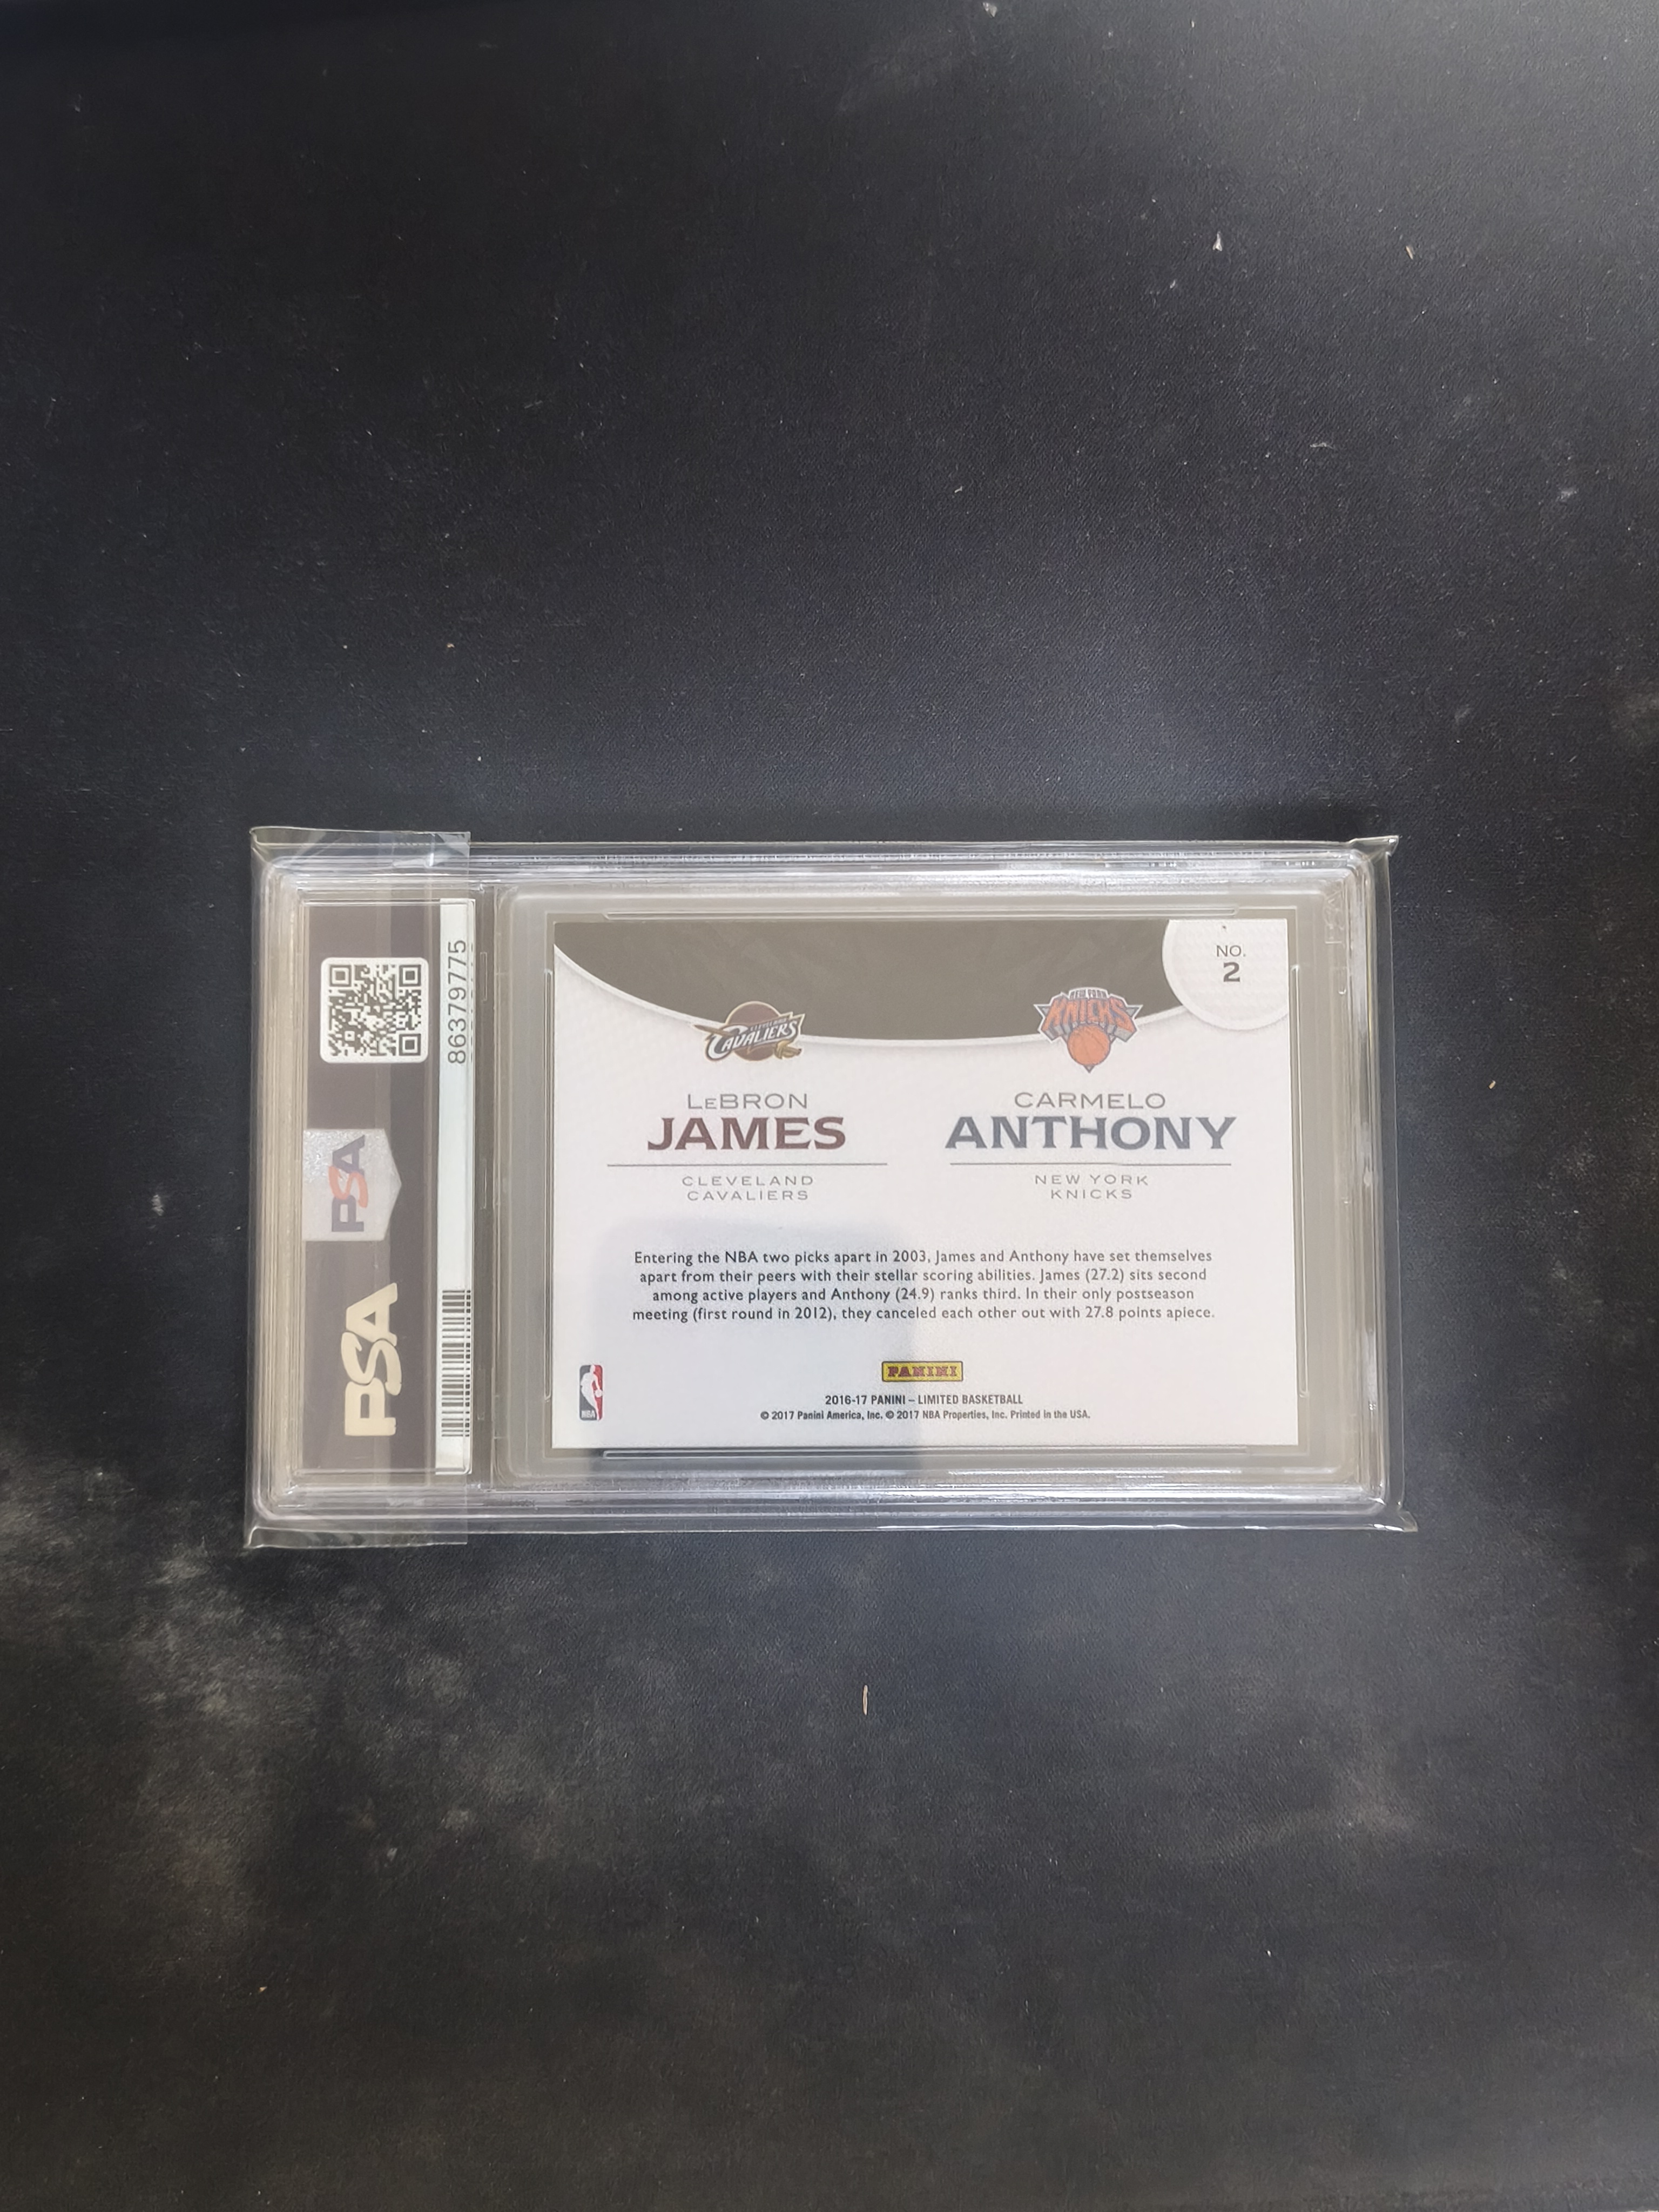 86379775
PSA
PSA
NO.
2
CLEVELAND
CAVALIERS
NEW YORK
KNICKS
LeBRON
JAMES
CLEVELAND
CAVALIERS
CARMELO
ANTHONY
NEW YORK
KNICKS
Entering the NBA two picks apart in 2003, James and Anthony have set themselves
apart from their peers with their stellar scoring abilities. James (27.2) sits second
among active players and Anthony (24.9) ranks third. In their only postseason
meeting (first round in 2012), they canceled each other out with 27.8 points apiece.
NBA
PANINI
2016-17 PANINI – LIMITED BASKETBALL
© 2017 Panini America, Inc. © 2017 NBA Properties, Inc. Printed in the USA.